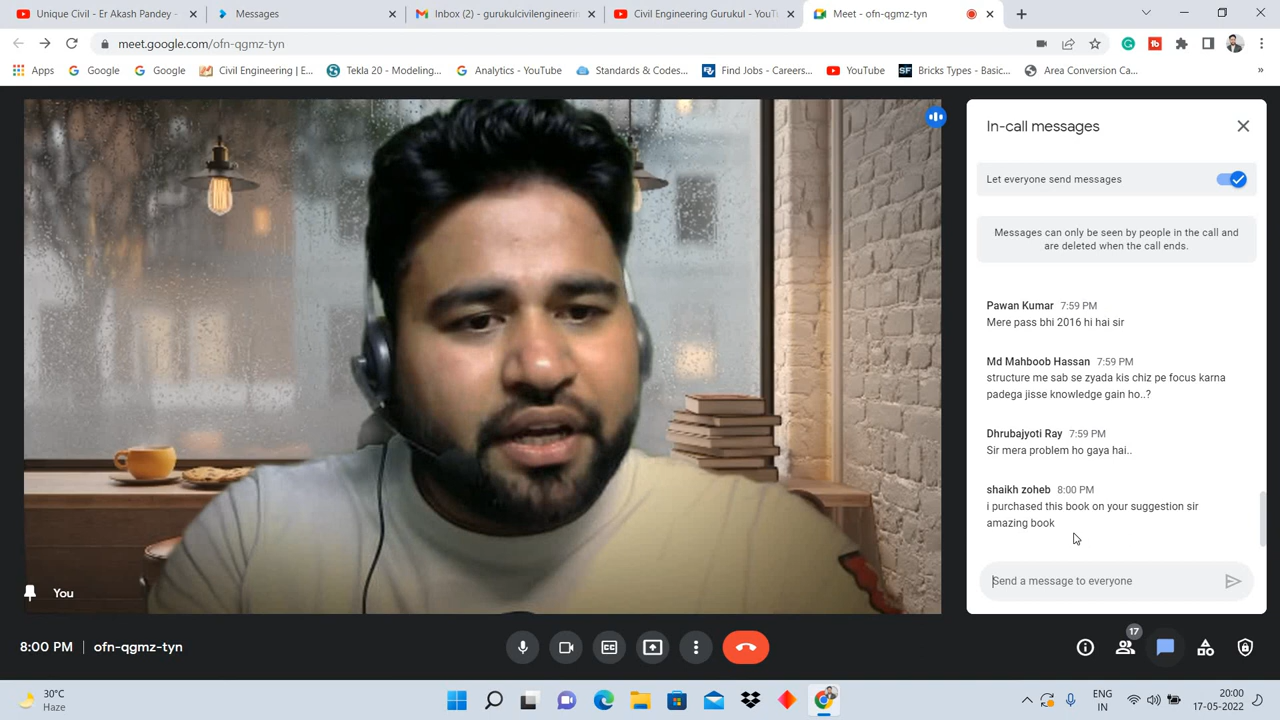 Unique Civil - Er Akash Pandey -
Messages
Inbox (2) - gurukulcivilengineerin
Civil Engineering Gurukul - YouT
Meet - ofn-qgmz-tyn
meet.google.com/ofn-qgmz-tyn
Apps
Google
Google
Civil Engineering | E...
Tekla 20 - Modeling...
Analytics - YouTube
Standards & Codes...
Find Jobs - Careers...
YouTube
SF
Bricks Types - Basic...
Area Conversion Ca...
»
In-call messages
Let everyone send messages
Messages can only be seen by people in the call and
are deleted when the call ends.
Pawan Kumar 7:59 PM
Mere pass bhi 2016 hi hai sir
Md Mahboob Hassan 7:59 PM
structure me sab se zyada kis chiz pe focus karna
padega jisse knowledge gain ho..?
Dhrubajyoti Ray 7:59 PM
Sir mera problem ho gaya hai..
shaikh zoheb 8:00 PM
i purchased this book on your suggestion sir
amazing book
Send a message to everyone
You
8:00 PM | ofn-qgmz-tyn
CC
17
30°C
Haze
ENG
IN
20:00
17-05-2022